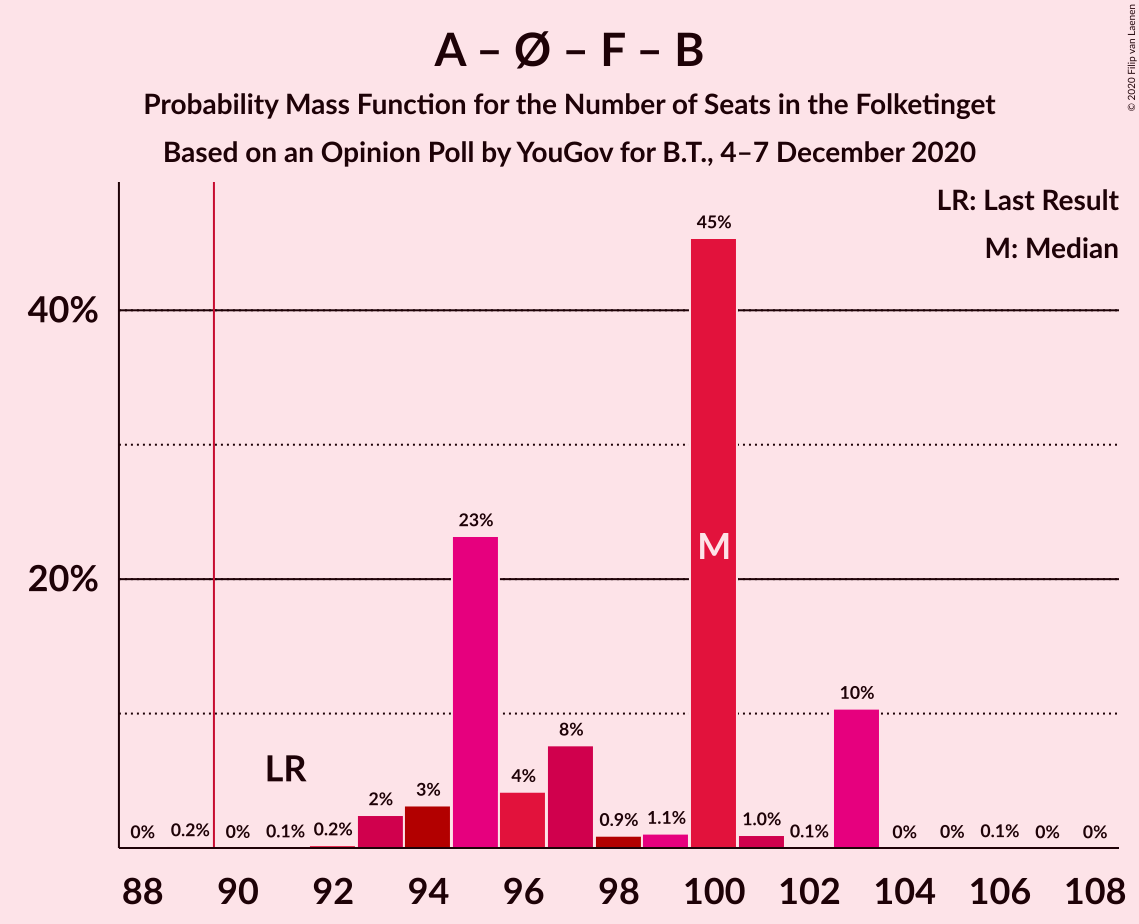 A – Ø – F – B
Probability Mass Function for the Number of Seats in the Folketinget
Based on an Opinion Poll by YouGov for B.T., 4–7 December 2020
© 2020 Filip van Laenen
LR: Last Result
M: Median
45%
40%
23%
M
20%
10%
8%
LR
4%
3%
2%
0% 0.2% 0% 0.1% 0.2% 0.9% 1.1% 1.0% 0.1% 0% 0% 0.1% 0% 0%
88 90 92 94 96 98 100 102 104 106 108